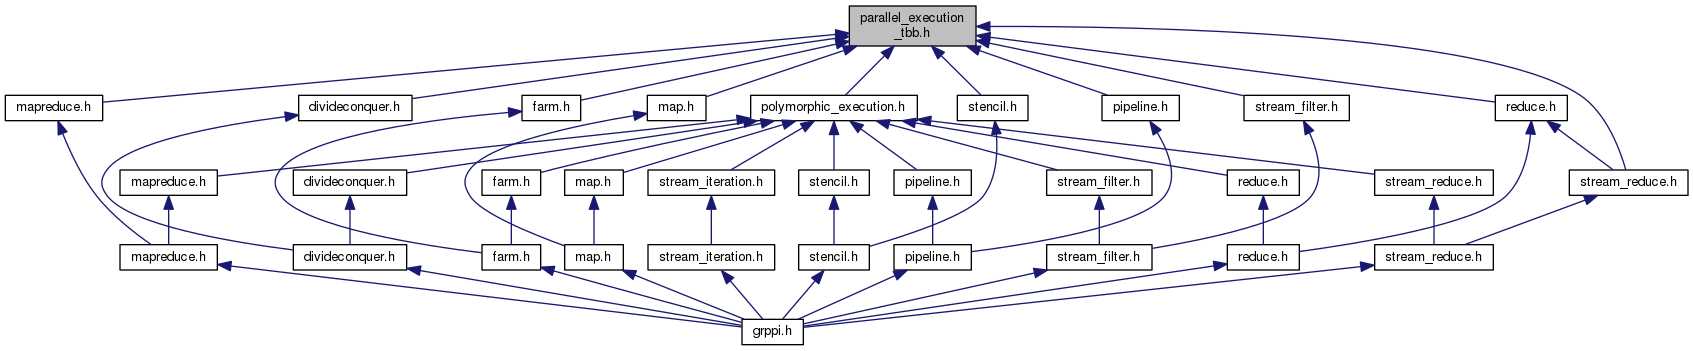 parallel_execution
_tbb.h
mapreduce.h
divideconquer.h
farm.h
map.h
polymorphic_execution.h
stencil.h
pipeline.h
stream_filter.h
reduce.h
mapreduce.h
divideconquer.h
farm.h
map.h
stream_iteration.h
stencil.h
pipeline.h
stream_filter.h
reduce.h
stream_reduce.h
stream_reduce.h
mapreduce.h
divideconquer.h
farm.h
map.h
stream_iteration.h
stencil.h
pipeline.h
stream_filter.h
reduce.h
stream_reduce.h
grppi.h